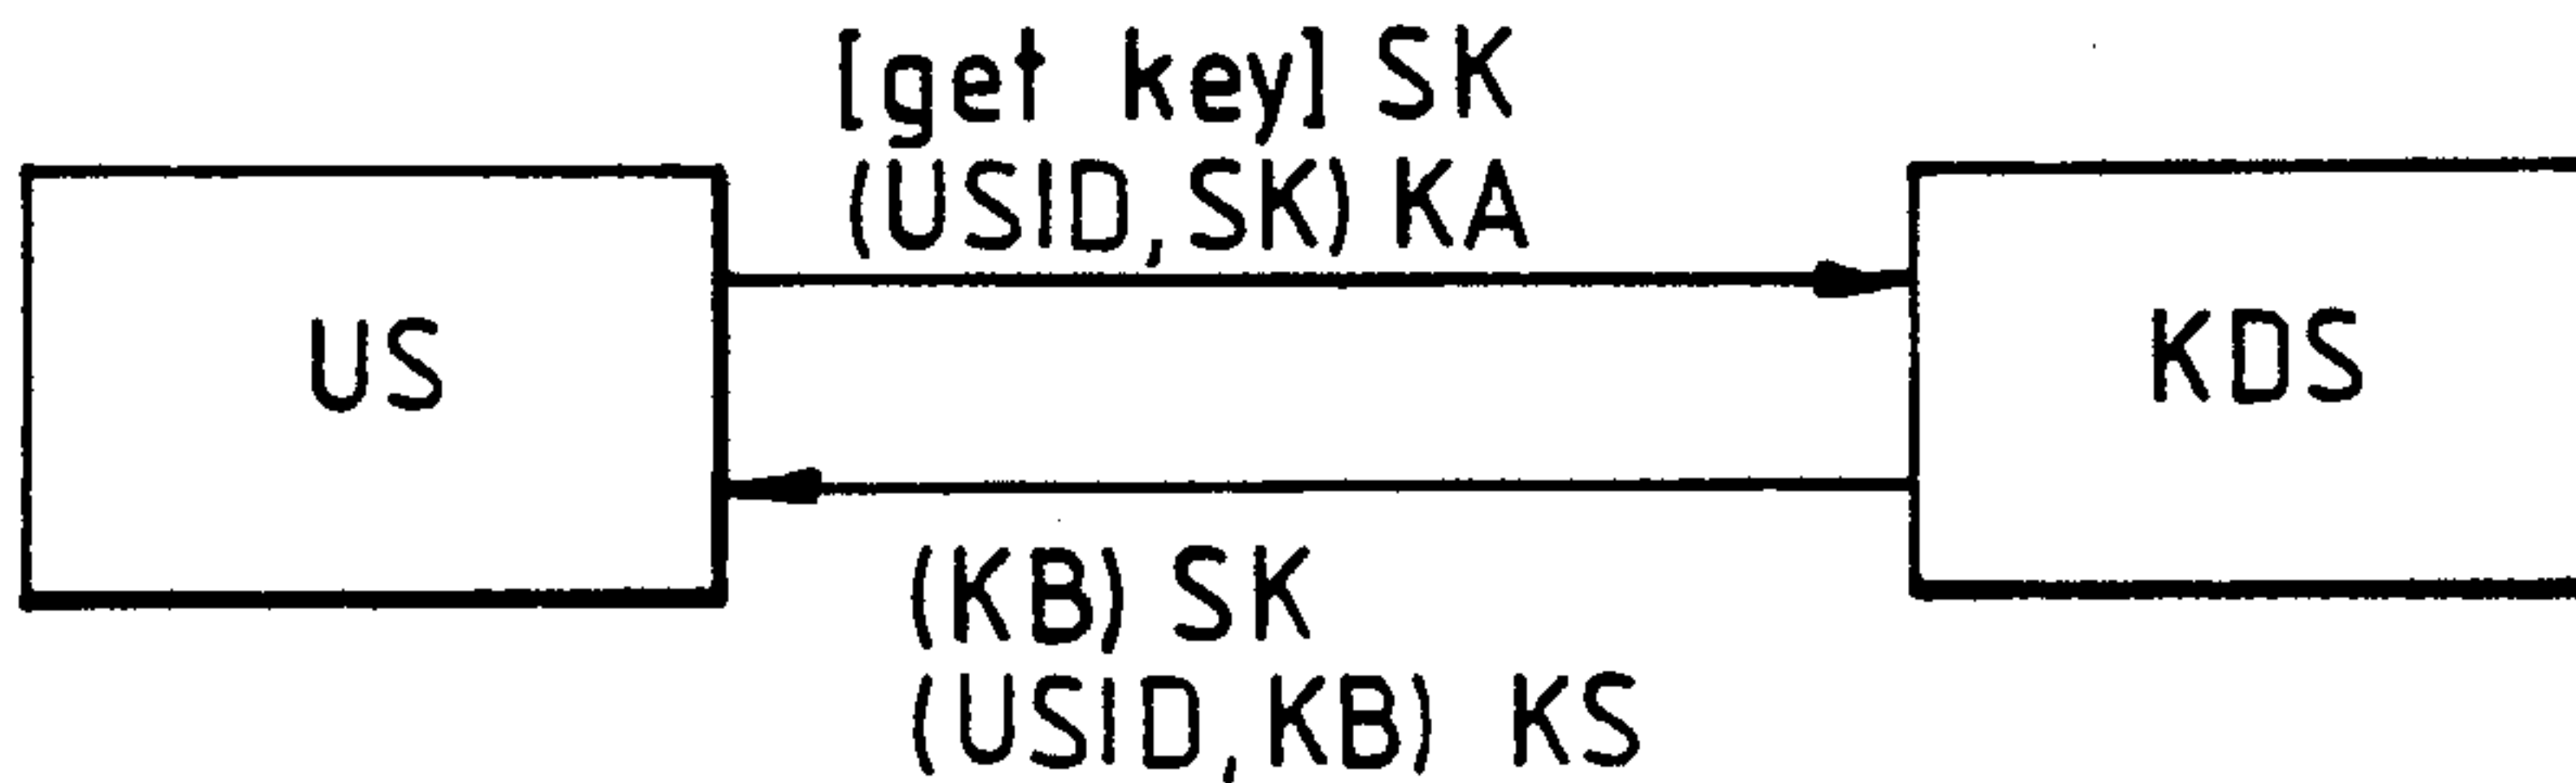 [get key] SK
(USID,SK) KA
US
KDS
(KB) SK
(USID,KB) KS